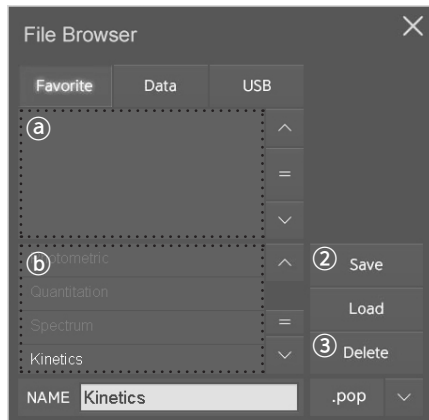 File Browser
Favorite Data USB
ⓐ
ⓑ
② Save
Quantitation
Load
Spectrum
Kinetics ③ Delete
NAME Kinetics .pop